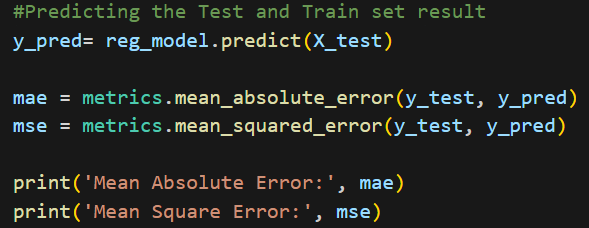 #Predicting the Test and Train set result
y_pred= reg_model.predict(X_test)
mae = metrics.mean_absolute_error(y_test, y_pred)
mse = metrics.mean_squared_error(y_test, y_pred)
print('Mean Absolute Error:', mae)
print('Mean Square Error:', mse)